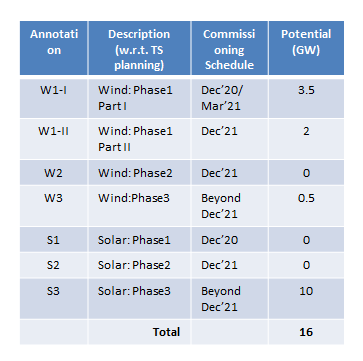 Annotati
on
Description
(w.r.t. TS
planning)
Commissi
oning
Schedule
Potential
(GW)
W1-I
Wind: Phase1
Part I
Dec’20/
Mar’21
3.5
W1-II
Wind: Phase1
Part II
Dec’21
2
W2
Wind: Phase2
Dec’21
0
W3
Wind:Phase3
Beyond
Dec’21
0.5
S1
Solar: Phase1
Dec’20
0
S2
Solar: Phase2
Dec’21
0
S3
Solar: Phase3
Beyond
Dec’21
10
Total
16